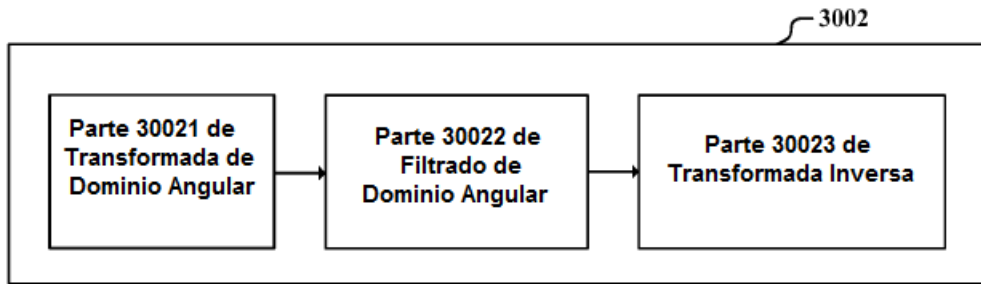 3002
Parte 30021 de
Transformada de
Dominio Angular
Parte 30022 de
Filtrado de
Dominio Angular
Parte 30023 de
Transformada Inversa